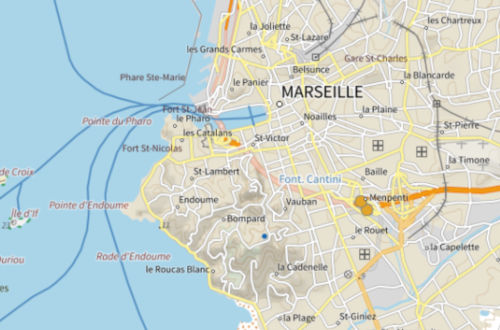 les Chartreux
la Joliette
St-Lazare
les Grands Carmes
Gare St-Charles
Belsunce
Phare Ste-Marie
la Blancarde
le Panier
MARSEILLE
Fort St-Jean
la Plaine
Pointe du Pharo
le Pharo
Noailles
St-Pierre
les Catalans
St-Victor
Fort St-Nicolas
la Timone
de Croix
St-Lambert
Baille
Font. Cantini
Endoume
Vauban
Menpenti
Pointe d'Endoume
Île d'If
Bompard
le Rouet
la Capelette
Rade d'Endoume
ouriou
le Roucas Blanc
la Cadenelle
es
la Plage
St-Giniez